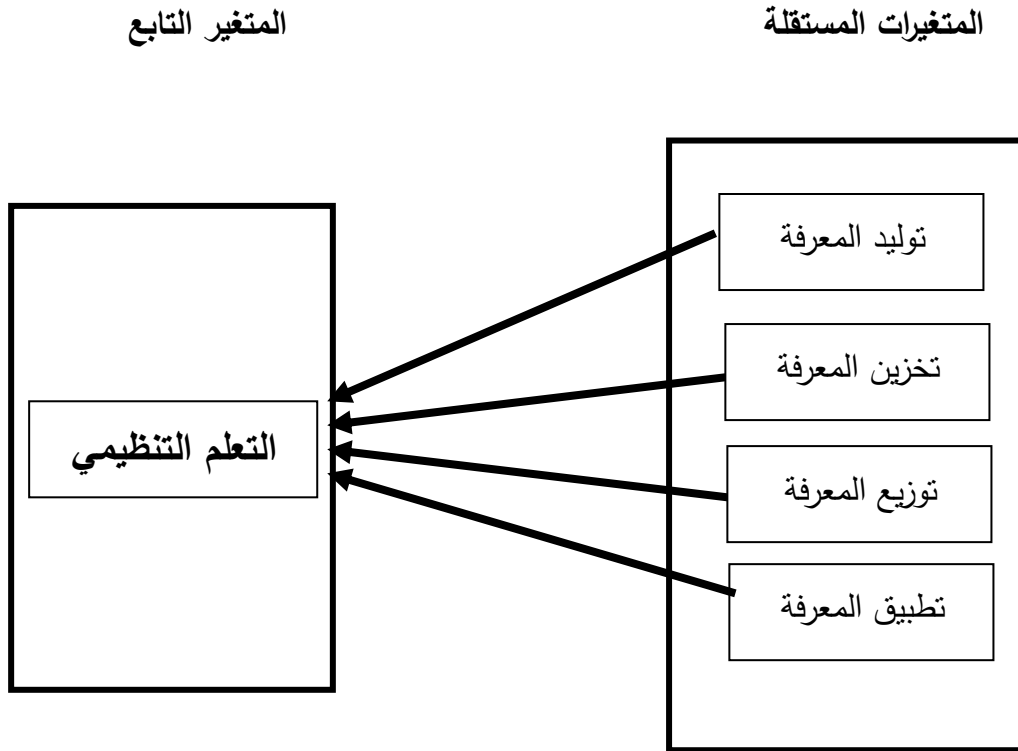 المتغيرات المستقلة
المتغير التابع
توليد المعرفة
تخزين المعرفة
توزيع المعرفة
تطبيق المعرفة
التعلم التنظيمي